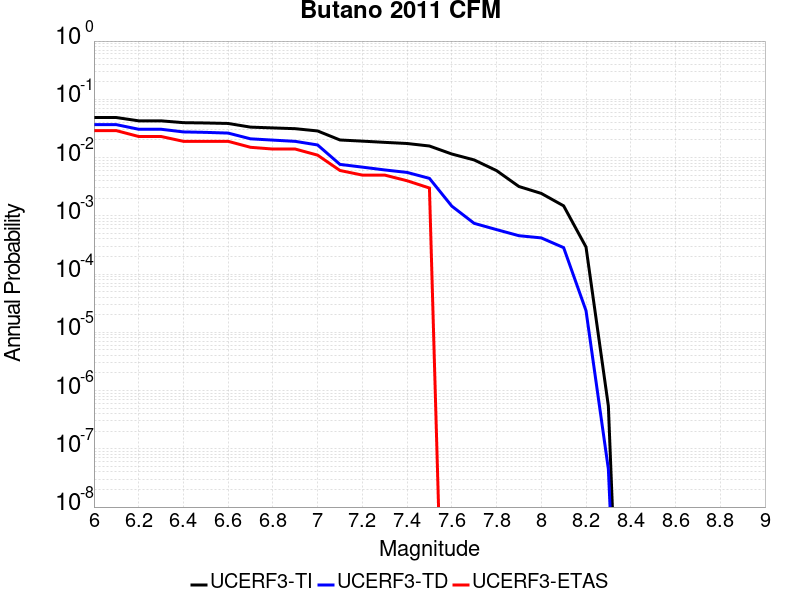 Butano 2011 CFM
Annual Probability
10^0
10^-1
10^-2
10^-3
10^-4
10^-5
10^-6
10^-7
10^-8
6 6.2 6.4 6.6 6.8 7 7.2 7.4 7.6 7.8 8 8.2 8.4 8.6 8.8 9
Magnitude
UCERF3-TI UCERF3-TD UCERF3-ETAS